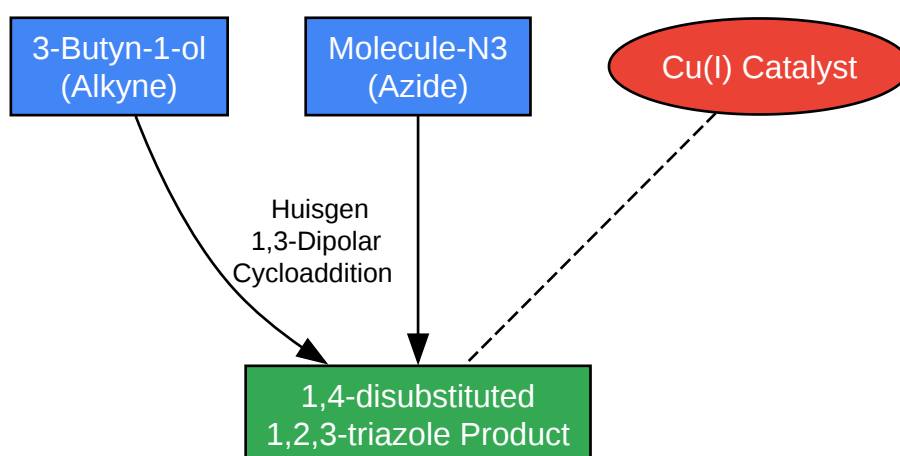 3-Butyn-1-ol
(Alkyne)
Molecule-N3
(Azide)
Cu(I) Catalyst
Huisgen
1,3-Dipolar
Cycloaddition
1,4-disubstituted
1,2,3-triazole Product